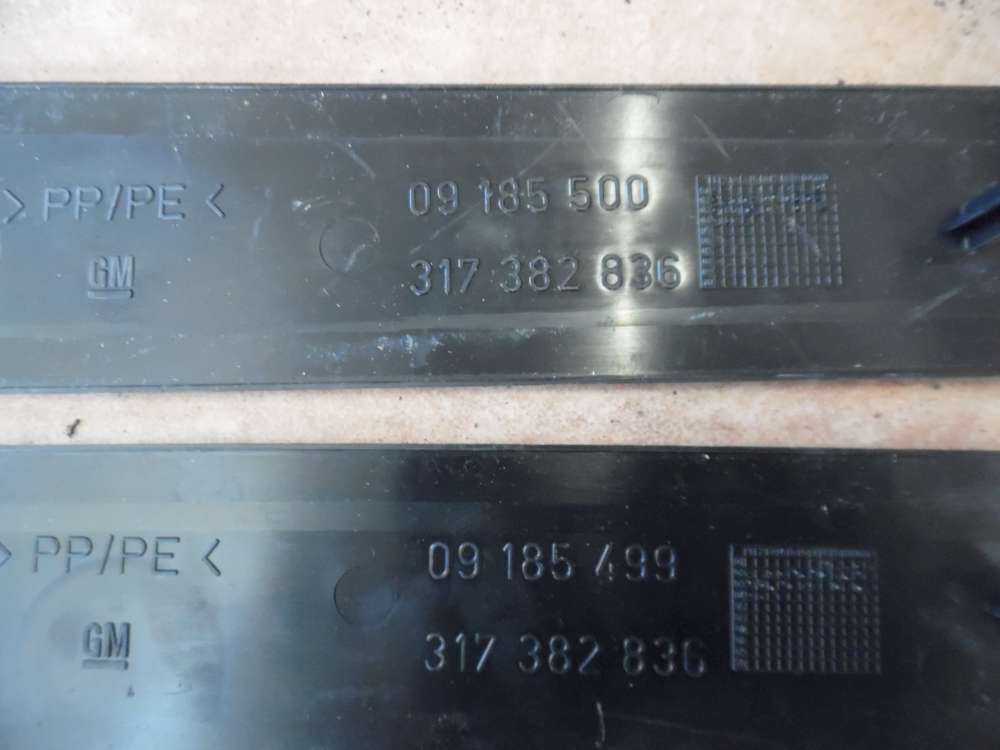 > PP/PE < 09 185 500
GM 317 382 836
> PP/PE < 09 185 499
GM 317 382 836